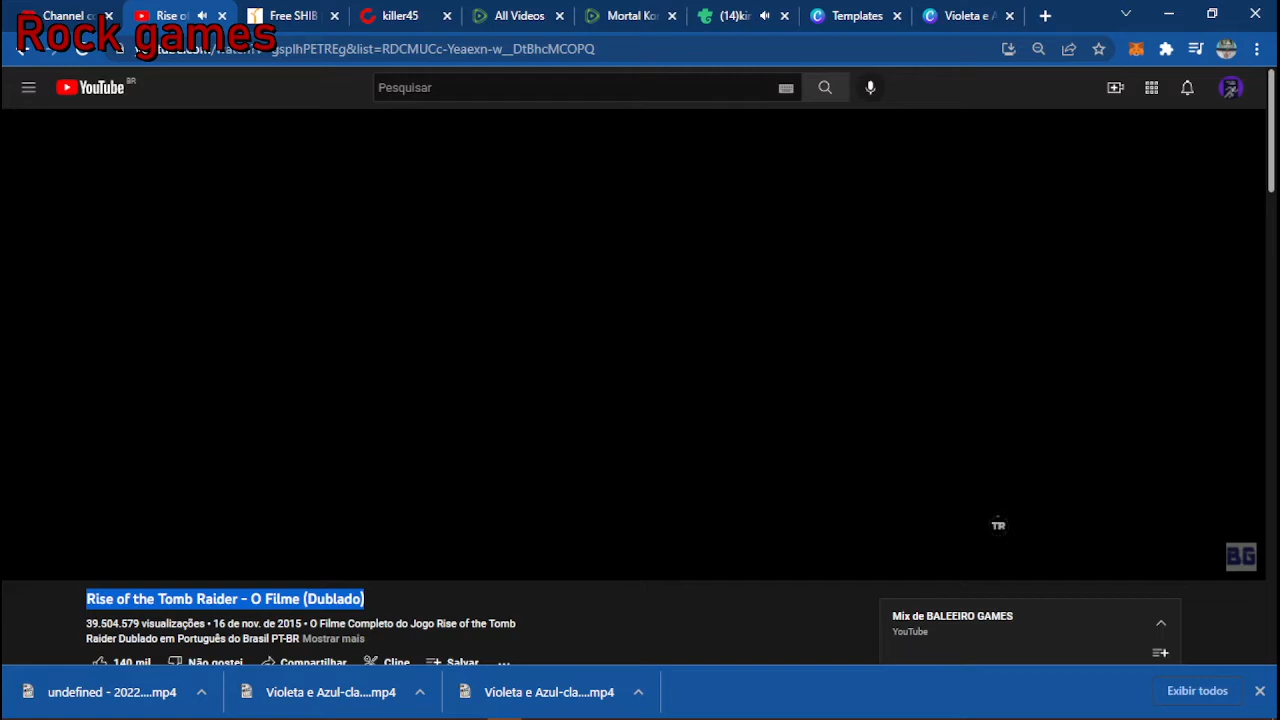 Rock games
Channel c
Rise of
Free SHIB
killer45
All Videos
Mortal Ko
(14)kir
Templates
Violeta e A
gsplhPETREg&list=RDCMUCc-Yeaexn-w__DtBhcMCOPQ
YouTube BR
Pesquisar
TR
BG
Rise of the Tomb Raider - O Filme (Dublado)
39.504.579 visualizações • 16 de nov. de 2015 • O Filme Completo do Jogo Rise of the Tomb
Raider Dublado em Português do Brasil PT-BR Mostrar mais
140 mil Não gostei Compartilhar Clipe Salvar ...
Mix de BALEEIRO GAMES
YouTube
undefined - 2022....mp4
Violeta e Azul-cla....mp4
Violeta e Azul-cla....mp4
Exibir todos